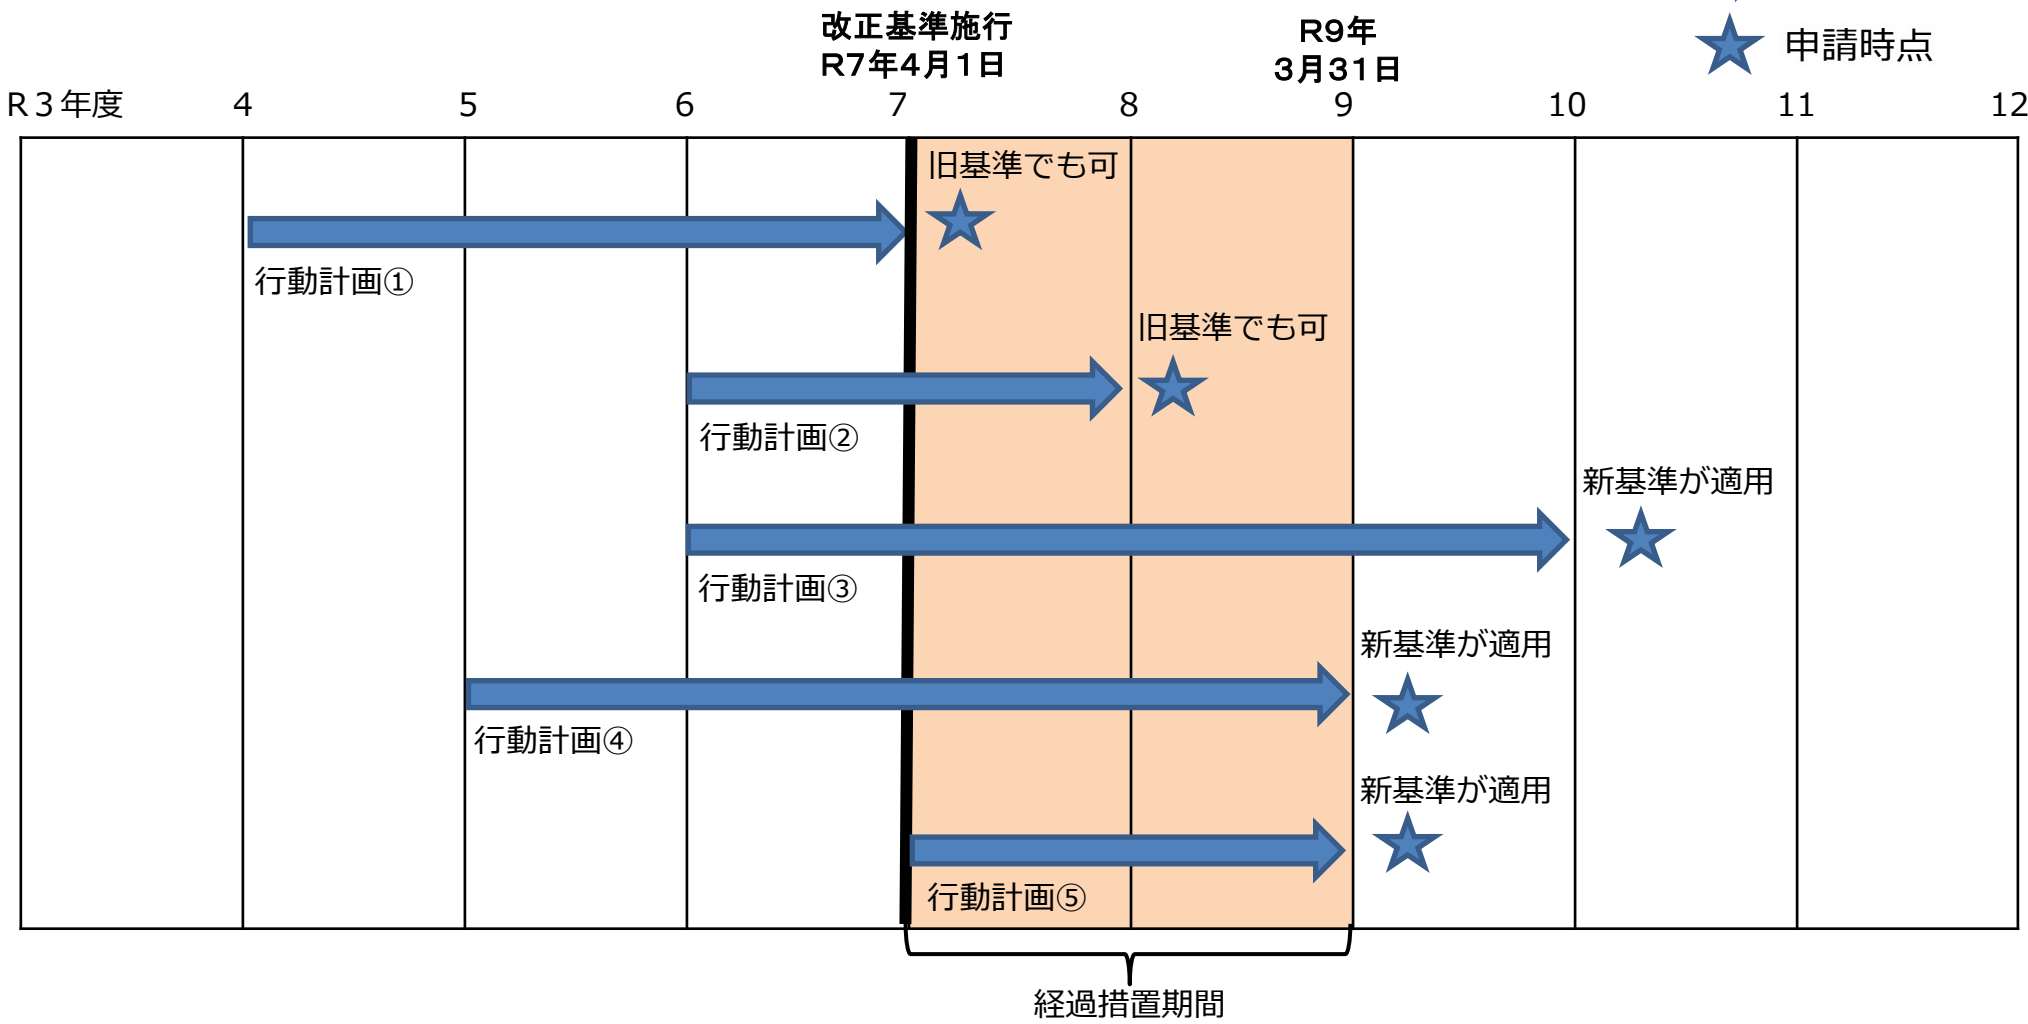 改正基準施行
R7年4月1日
R9年
3月31日
申請時点
R3年度 4 5 6 7 8 9 10 11 12
旧基準でも可
行動計画①
旧基準でも可
行動計画②
新基準が適用
行動計画③
新基準が適用
行動計画④
新基準が適用
行動計画⑤
経過措置期間